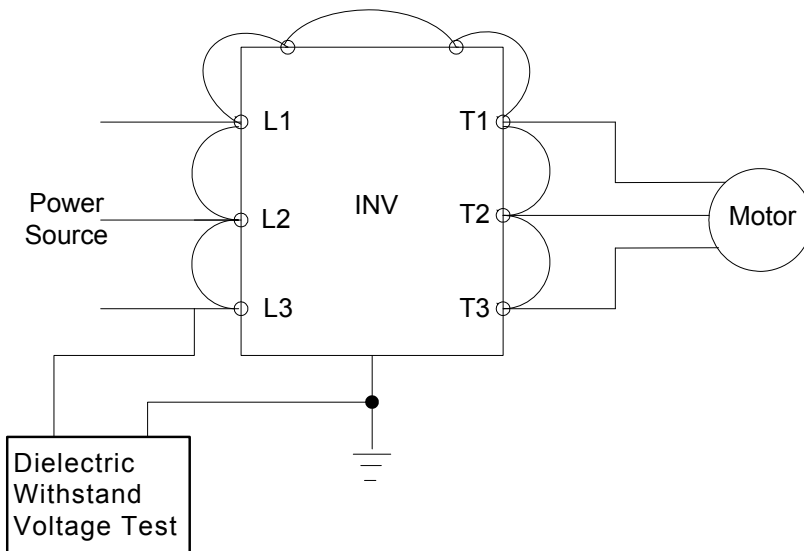 L1
T1
Power
Source
L2
INV
T2
Motor
L3
T3
Dielectric
Withstand
Voltage Test